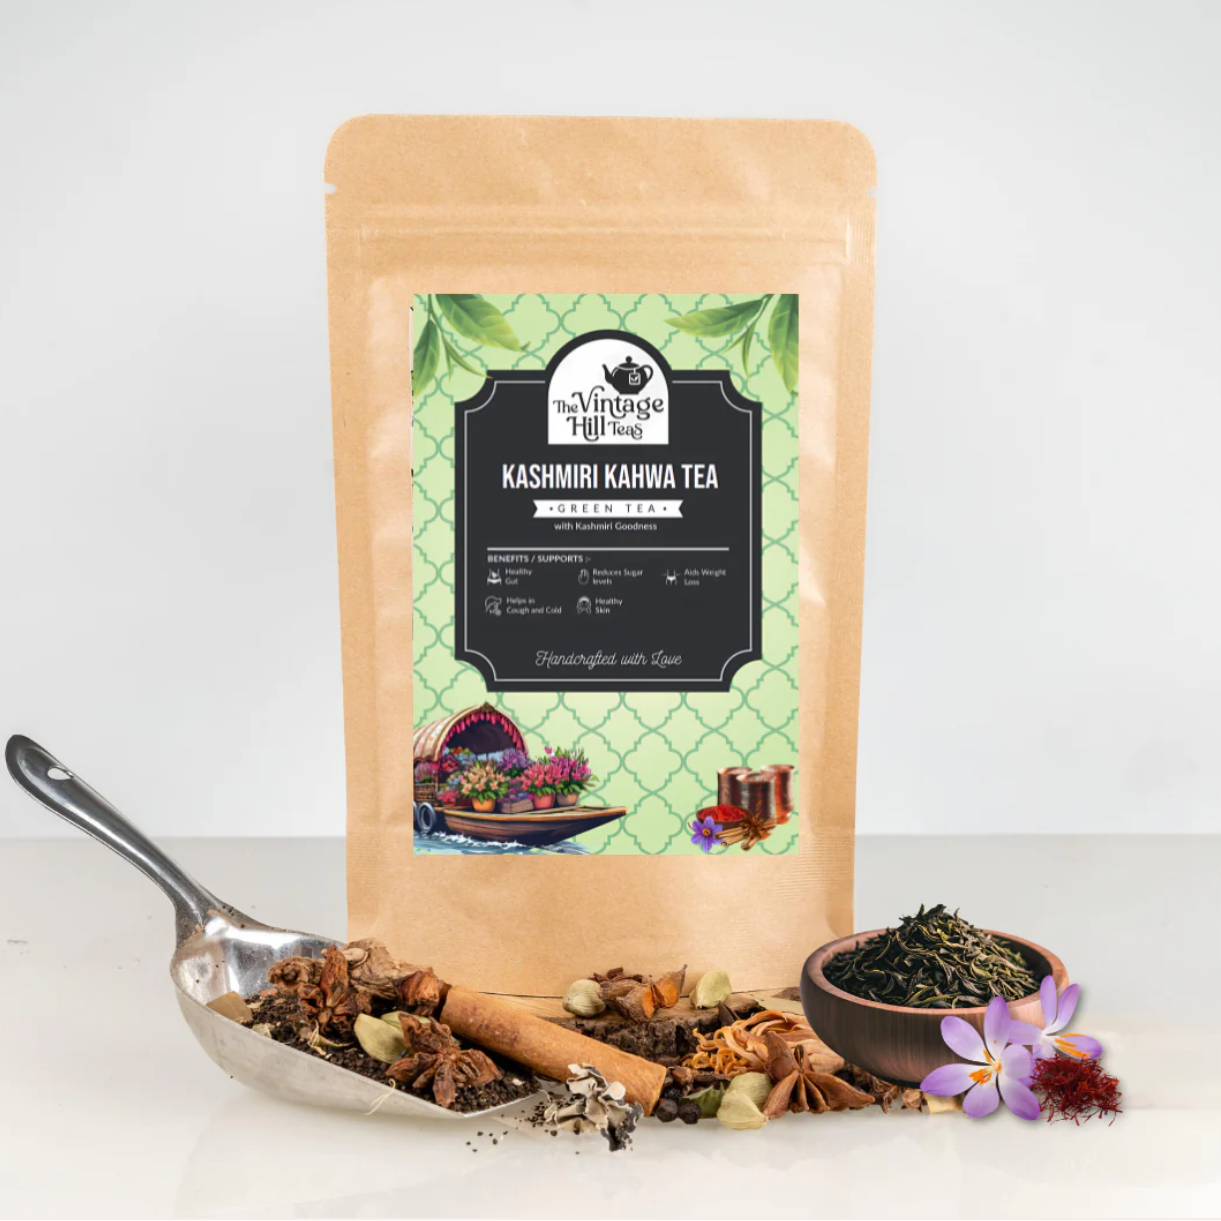 The Vintage
Hill Teas
KASHMIRI KAHWA TEA
• GREEN TEA •
with Kashmiri Goodness
BENEFITS / SUPPORTS :-
Healthy
Gut
Reduces Sugar
levels
Aids Weight
Loss
Helps in
Cough and Cold
Healthy
Skin
Handcrafted with Love